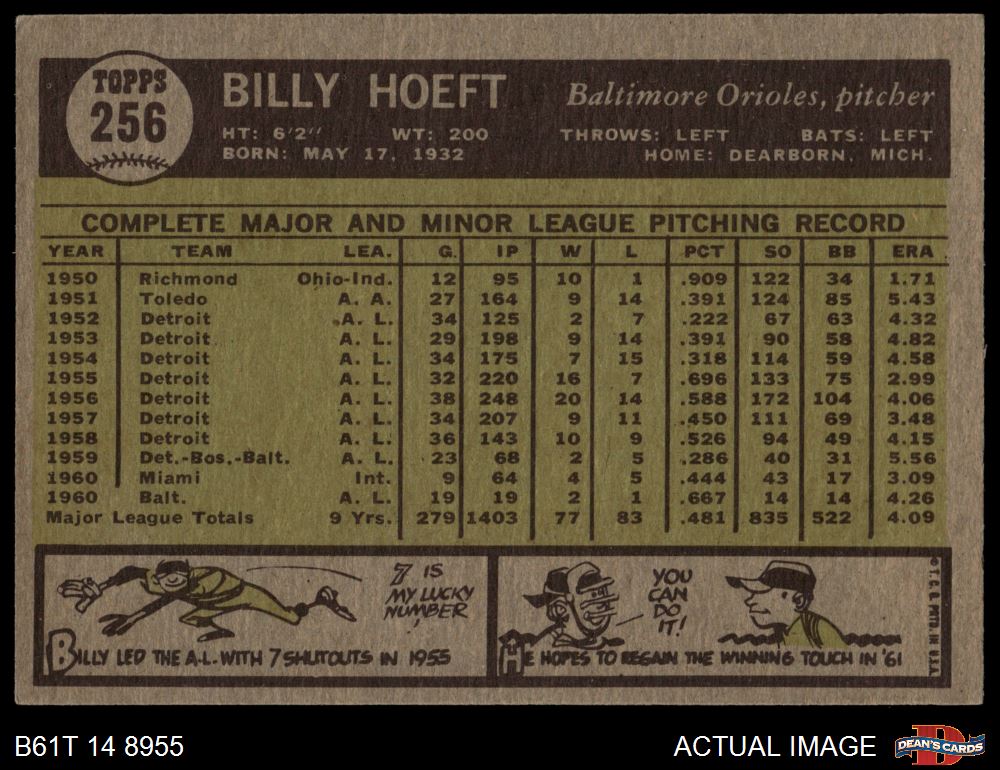 TOPPS
256
BILLY HOEFT
Baltimore Orioles, pitcher
HT: 6'2" WT: 200 THROWS: LEFT BATS: LEFT
BORN: MAY 17, 1932 HOME: DEARBORN, MICH.
COMPLETE MAJOR AND MINOR LEAGUE PITCHING RECORD
YEAR TEAM LEA. G. IP W L PCT SO BB ERA
1950 Richmond Ohio-Ind. 12 95 10 1 .909 122 34 1.71
1951 Toledo A. A. 27 164 9 14 .391 124 85 5.43
1952 Detroit A. L. 34 125 2 7 .222 67 63 4.32
1953 Detroit A. L. 29 198 9 14 .391 90 58 4.82
1954 Detroit A. L. 34 175 7 15 .318 114 59 4.58
1955 Detroit A. L. 32 220 16 7 .696 133 75 2.99
1956 Detroit A. L. 38 248 20 14 .588 172 104 4.06
1957 Detroit A. L. 34 207 9 11 .450 111 69 3.48
1958 Detroit A. L. 36 143 10 9 .526 94 49 4.15
1959 Det.-Bos.-Balt. A. L. 23 68 2 5 .286 40 31 5.56
1960 Miami Int. 9 64 4 5 .444 43 17 3.09
1960 Balt. A. L. 19 19 2 1 .667 14 14 4.26
Major League Totals 9 Yrs. 279 1403 77 83 .481 835 522 4.09
7 IS
MY LUCKY
NUMBER
!
BILLY LED THE A.L. WITH 7 SHUTOUTS IN 1955
YOU
CAN
DO
IT!
HE HOPES TO REGAIN THE WINNING TOUCH IN '61
© T. C. G. PRTD. IN U.S.A.
B61T 14 8955
ACTUAL IMAGE
D
DEAN'S CARDS